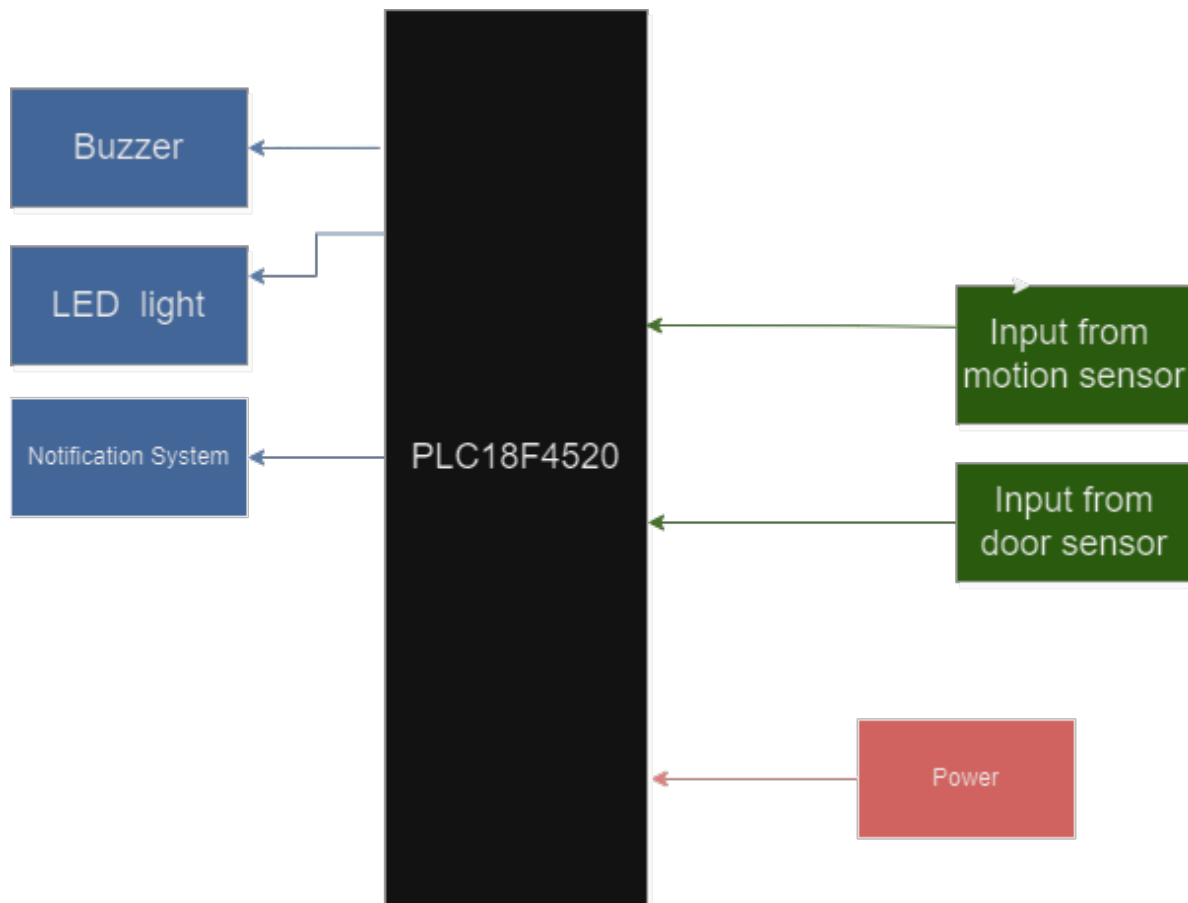 Buzzer
LED light
Notification System
PLC18F4520
Input from
motion sensor
Input from
door sensor
Power